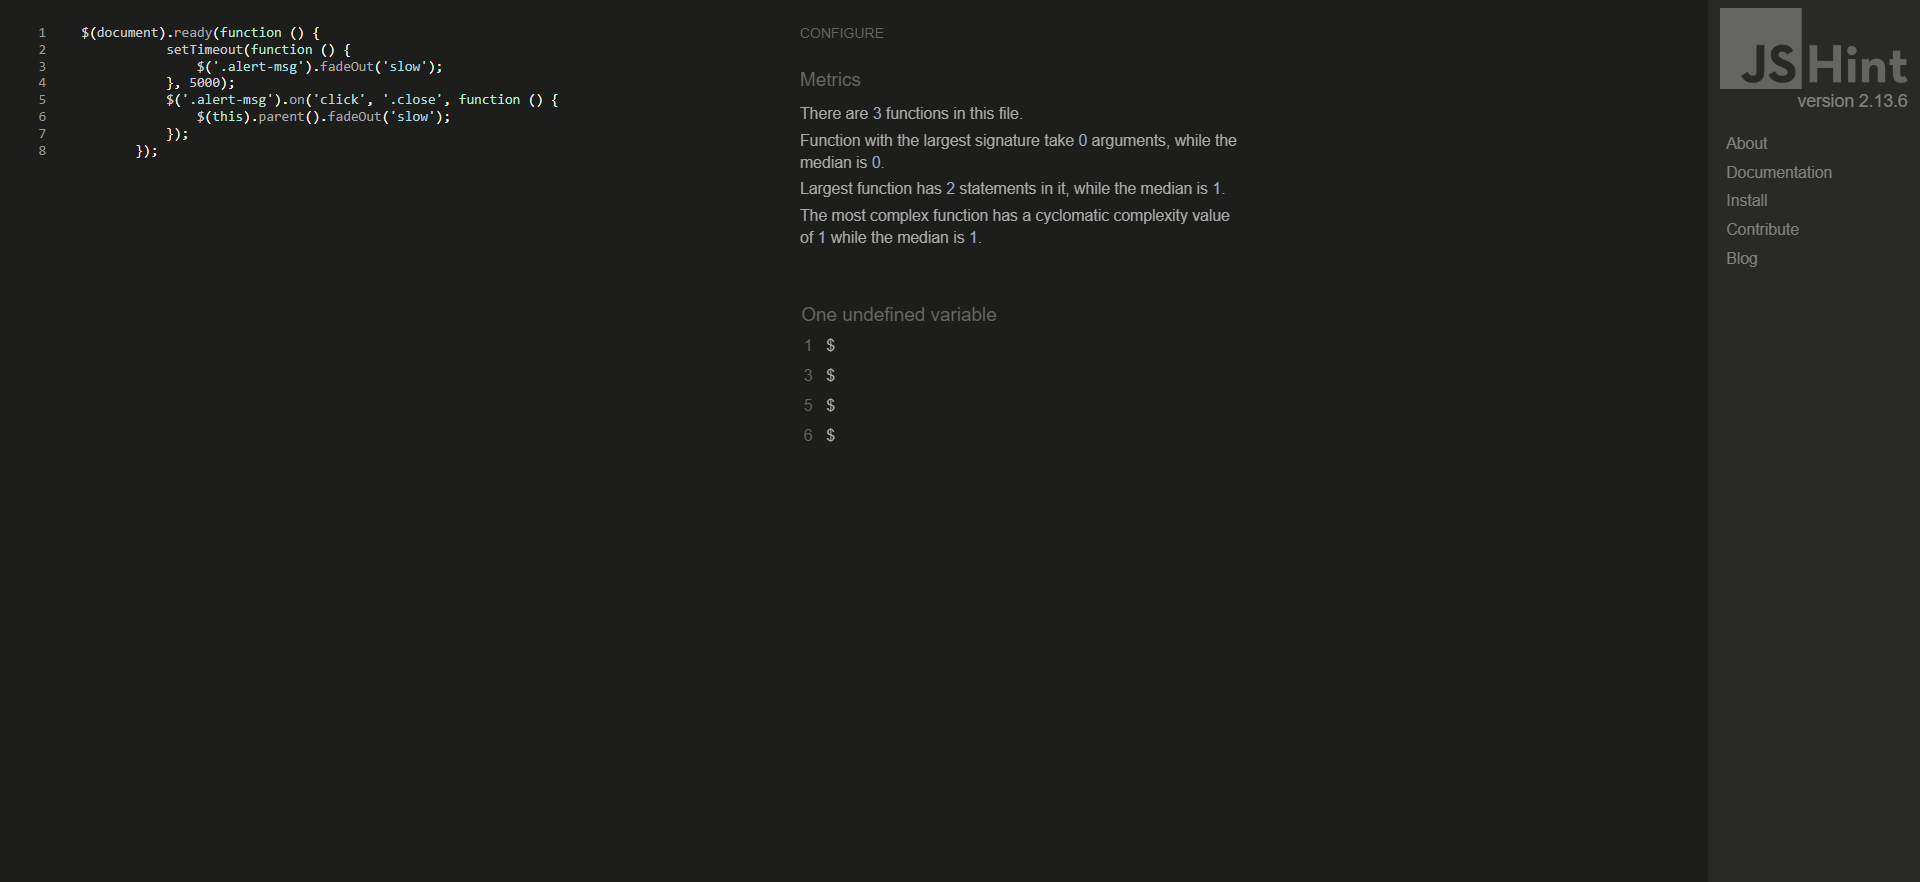 1 $(document).ready(function () {
2 setTimeout(function () {
3 $('.alert-msg').fadeOut('slow');
4 }, 5000);
5 $('.alert-msg').on('click', '.close', function () {
6 $(this).parent().fadeOut('slow');
7 });
8 });
CONFIGURE
Metrics
There are 3 functions in this file.
Function with the largest signature take 0 arguments, while the
median is 0.
Largest function has 2 statements in it, while the median is 1.
The most complex function has a cyclomatic complexity value
of 1 while the median is 1.
One undefined variable
1 $
3 $
5 $
6 $
JSHint
version 2.13.6
About
Documentation
Install
Contribute
Blog